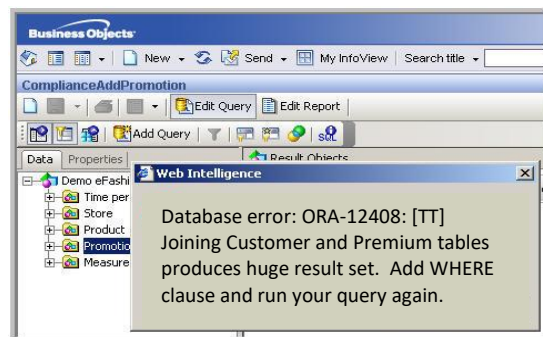 Business Objects
New Send My InfoView Search title
ComplianceAddPromotion
Edit Query Edit Report
Add Query SQL
Data Properties Result Objects
Demo eFashi
Web Intelligence
Time per
Store
Product
Promotio
Measure
Database error: ORA-12408: [TT]
Joining Customer and Premium tables
produces huge result set. Add WHERE
clause and run your query again.